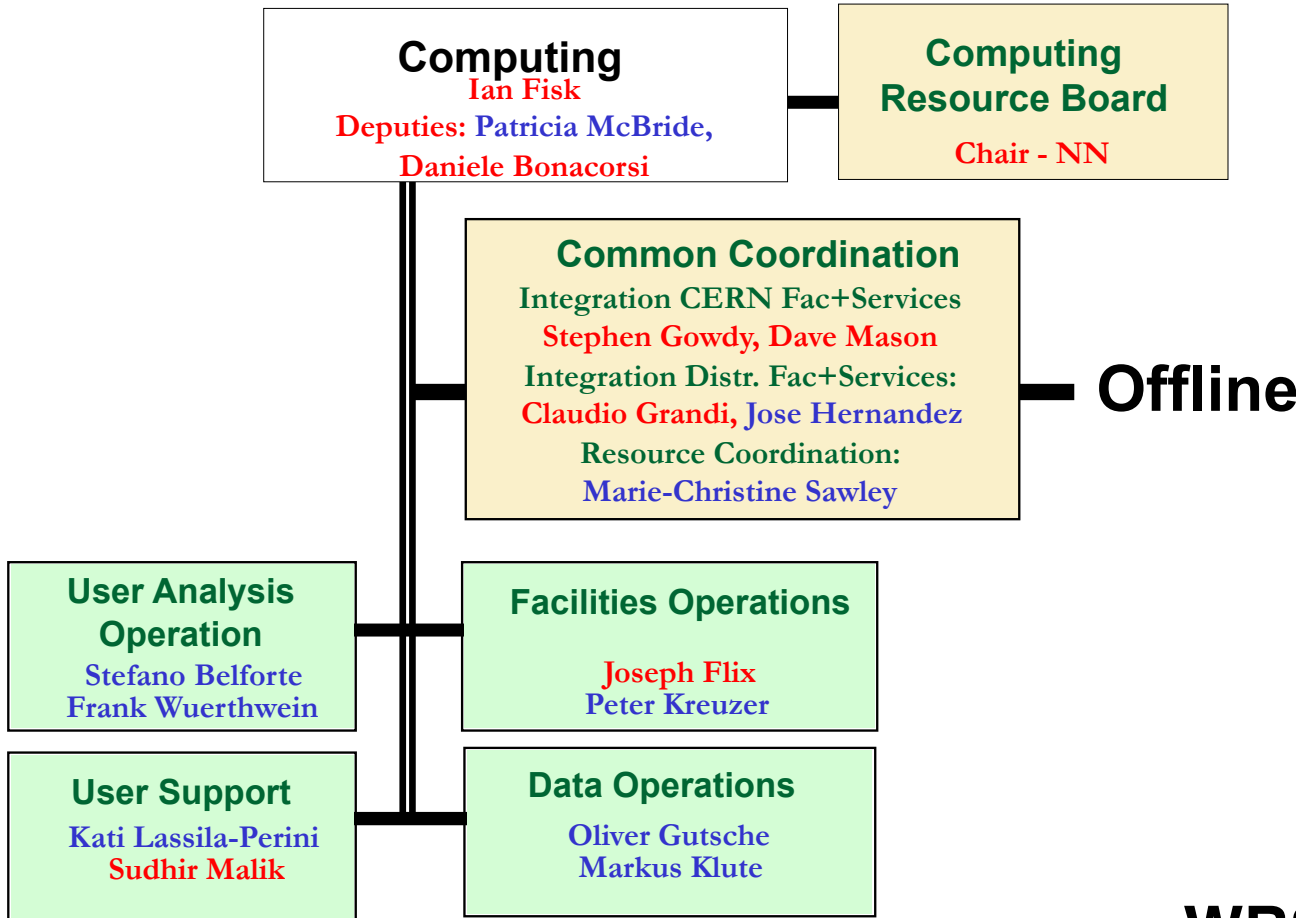 Computing
Ian Fisk
Deputies: Patricia McBride,
Daniele Bonacorsi
Computing
Resource Board
Chair - NN
Common Coordination
Integration CERN Fac+Services
Stephen Gowdy, Dave Mason
Integration Distr. Fac+Services:
Claudio Grandi, Jose Hernandez
Resource Coordination:
Marie-Christine Sawley
Offline
User Analysis
Operation
Stefano Belforte
Frank Wuerthwein
Facilities Operations
Joseph Flix
Peter Kreuzer
User Support
Kati Lassila-Perini
Sudhir Malik
Data Operations
Oliver Gutsche
Markus Klute